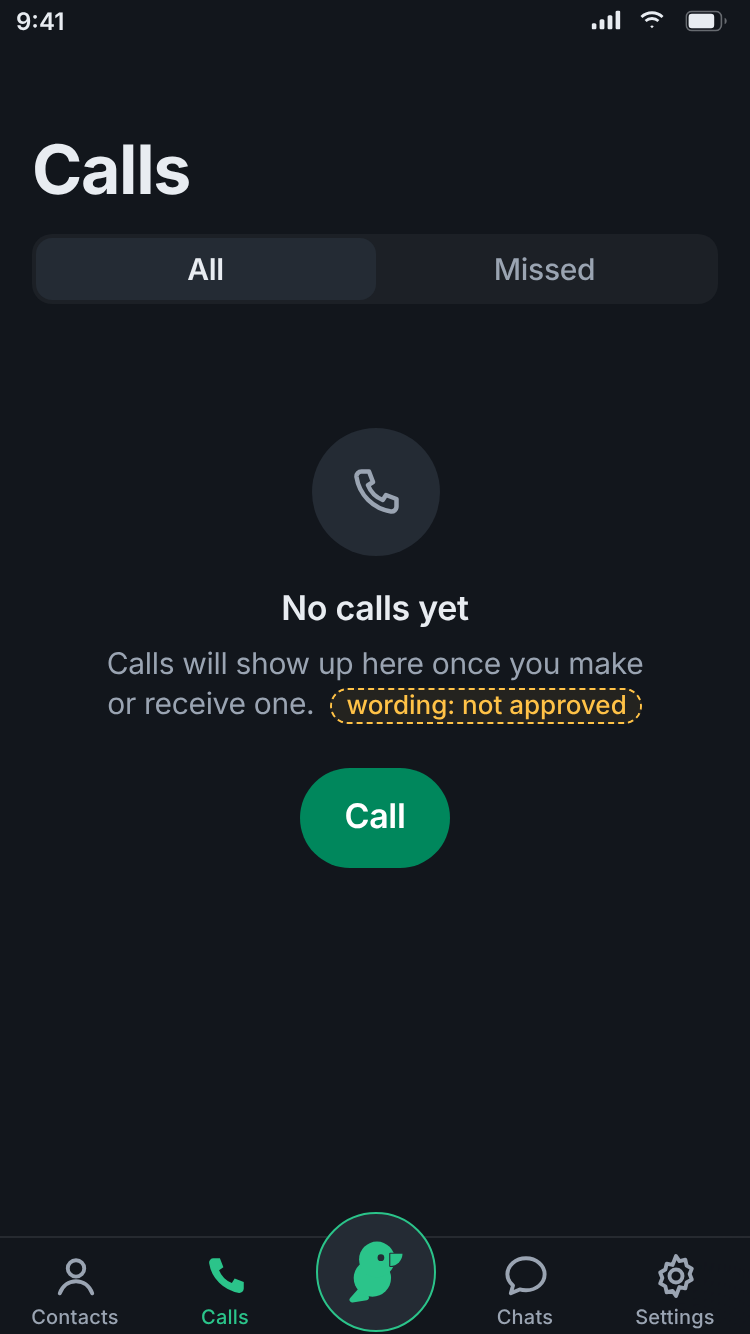 9:41
Calls
All
Missed
No calls yet
Calls will show up here once you make
or receive one. wording: not approved
Call
Contacts
Calls
Chats
Settings